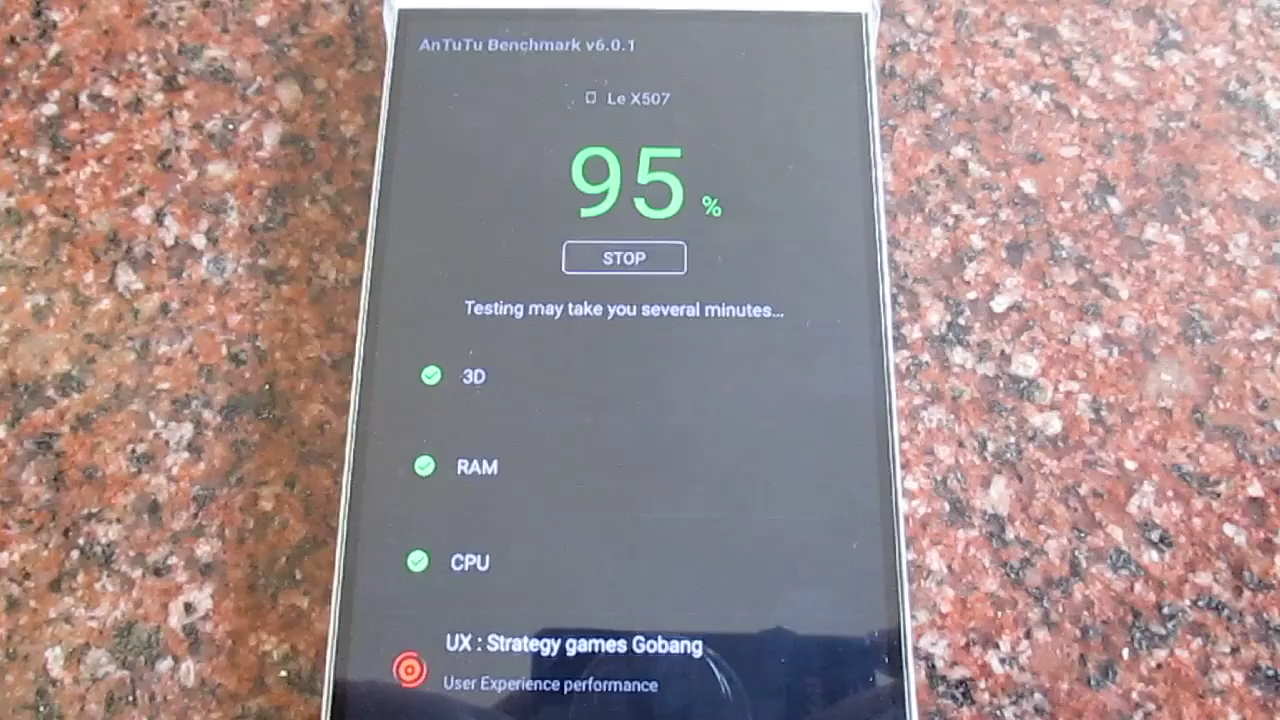 AnTuTu Benchmark v6.0.1
Le X507
95 %
STOP
Testing may take you several minutes...
3D
RAM
CPU
UX : Strategy games Gobang
User Experience performance